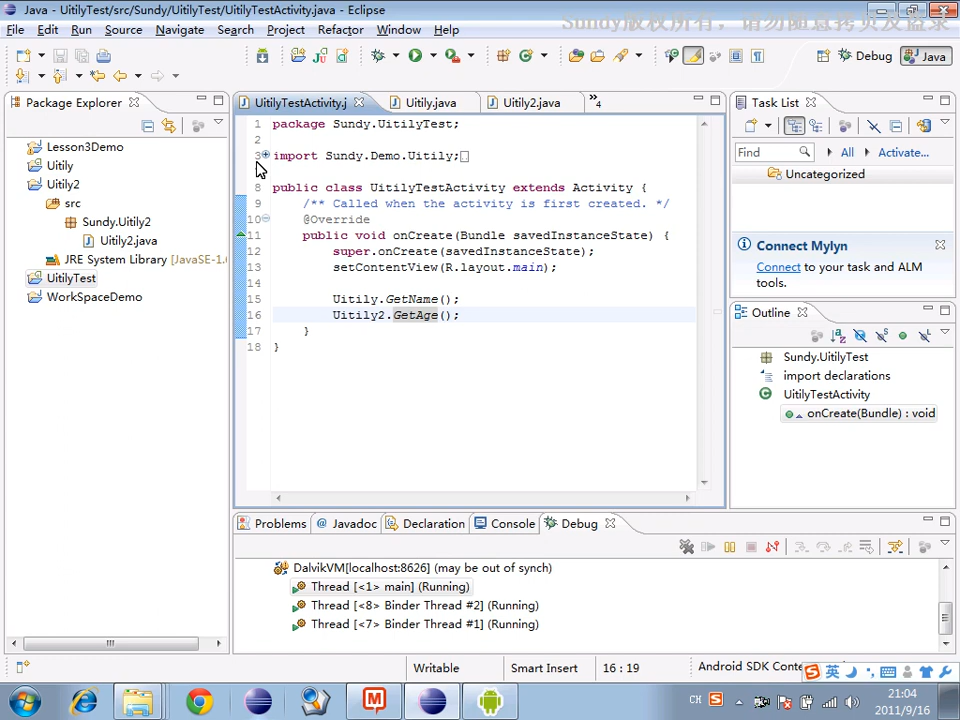 Java - UitilyTest/src/Sundy/UitilyTest/UitilyTestActivity.java - Eclipse
Sundy版权所有，请勿随意拷贝及盗录
File Edit Run Source Navigate Search Project Refactor Window Help
Debug Java
Package Explorer
Lesson3Demo
Uitily
Uitily2
src
Sundy.Uitily2
Uitily2.java
JRE System Library [JavaSE-1.
UitilyTest
WorkSpaceDemo
UitilyTestActivity.j Uitily.java Uitily2.java »4
1 package Sundy.UitilyTest;
2
3 import Sundy.Demo.Uitily;
8 public class UitilyTestActivity extends Activity {
9 /** Called when the activity is first created. */
10 @Override
11 public void onCreate(Bundle savedInstanceState) {
12 super.onCreate(savedInstanceState);
13 setContentView(R.layout.main);
14
15 Uitily.GetName();
16 Uitily2.GetAge();
17 }
18 }
Task List
Find All Activate...
Uncategorized
Connect Mylyn
Connect to your task and ALM
tools.
Outline
Sundy.UitilyTest
import declarations
UitilyTestActivity
onCreate(Bundle) : void
Problems @ Javadoc Declaration Console Debug
DalvikVM[localhost:8626] (may be out of synch)
Thread [<1> main] (Running)
Thread [<8> Binder Thread #2] (Running)
Thread [<7> Binder Thread #1] (Running)
Writable Smart Insert 16 : 19 Android SDK Conte
英
CH
21:04
2011/9/16